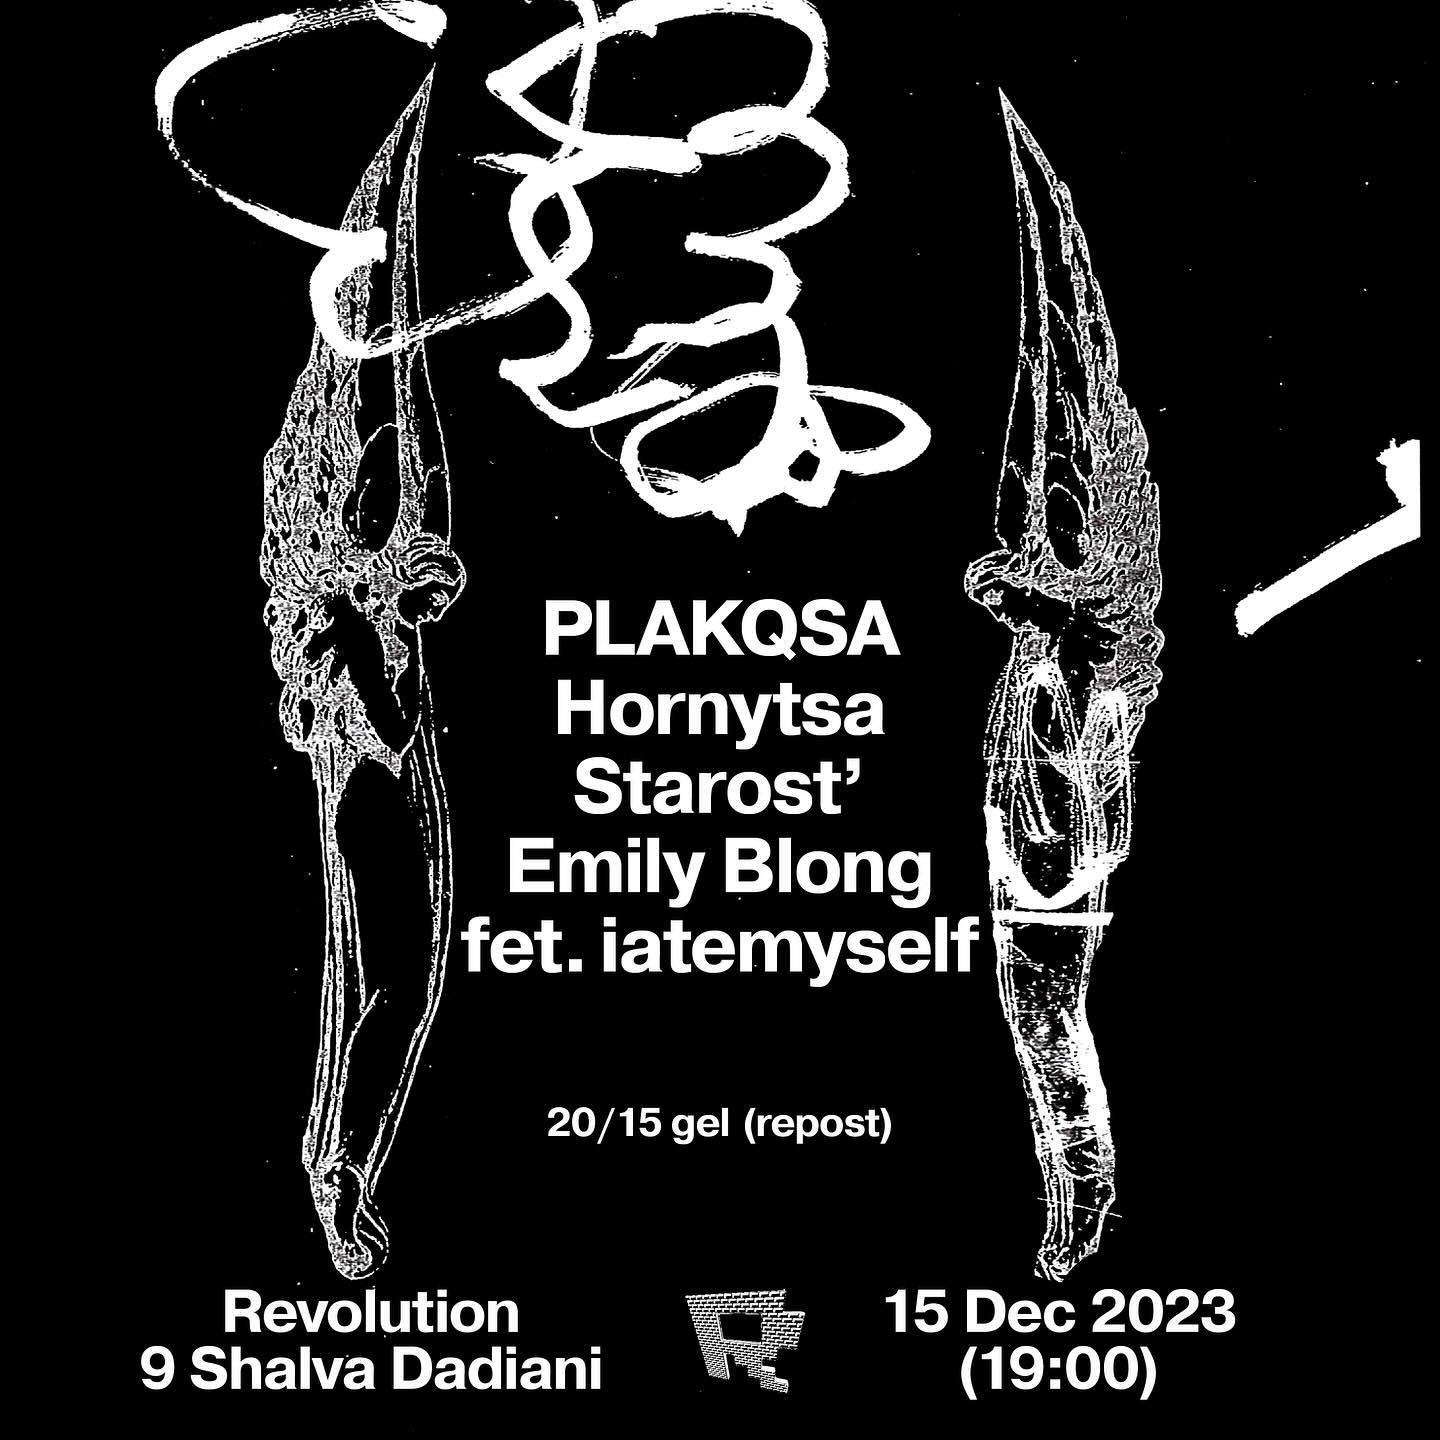 PLAKQSA
Hornytsa
Starost’
Emily Blong
fet. iatemyself
20/15 gel (repost)
Revolution
9 Shalva Dadiani
R
15 Dec 2023
(19:00)